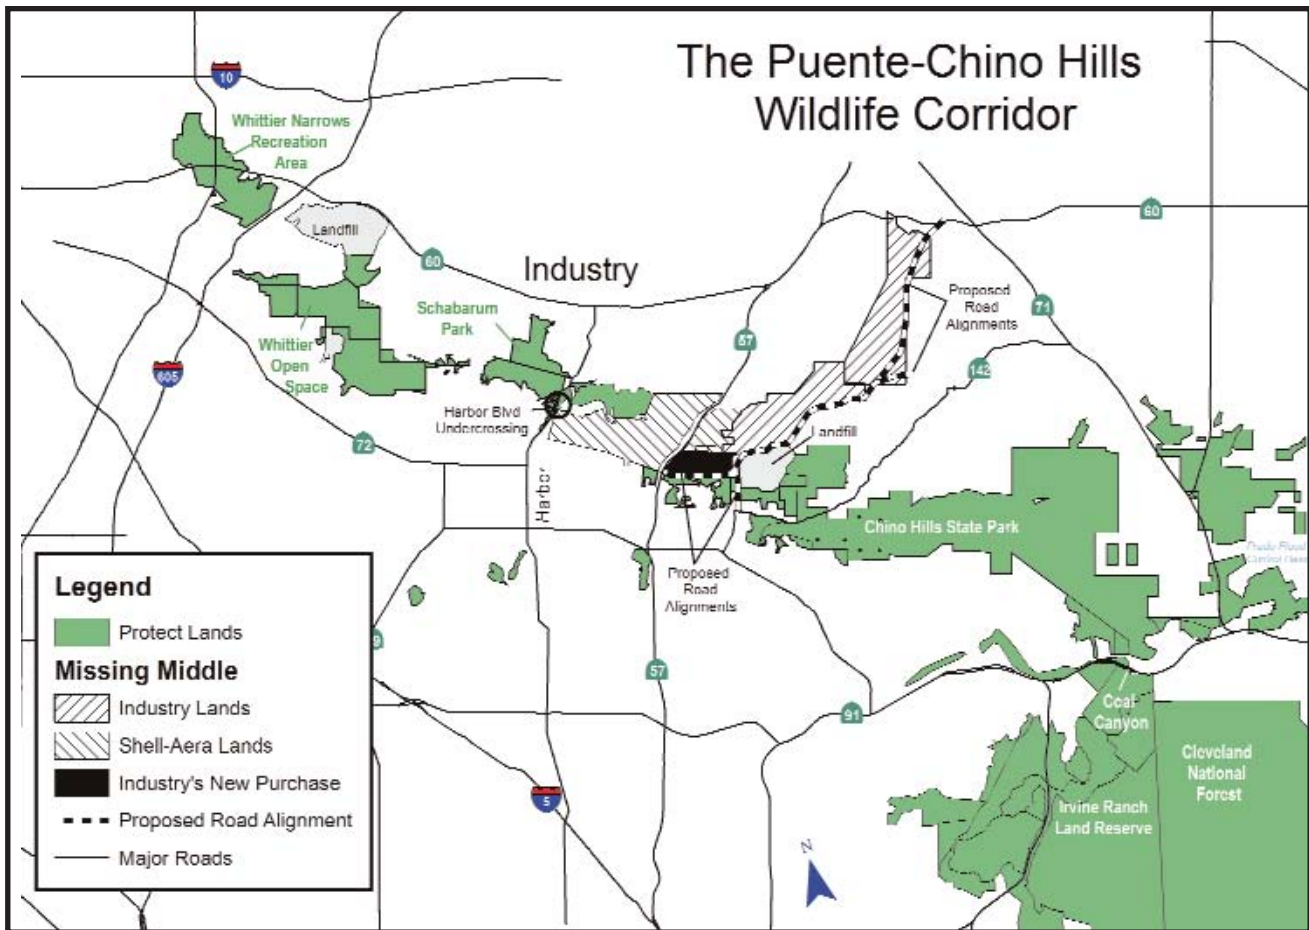 The Puente-Chino Hills
Wildlife Corridor
10
Whittier Narrows
Recreation
Area
Landfill
60
60
Industry
Schabarum
Park
Whittier
Open
Space
605
Harbor Blvd
Undercrossing
72
Harbor
57
Proposed
Road
Alignments
71
142
Landfill
Chino Hills State Park
Proposed
Road
Alignments
57
91
5
Coal
Canyon
Cleveland
National
Forest
Irvine Ranch
Land Reserve
N
Legend
Protect Lands
Missing Middle
Industry Lands
Shell-Aera Lands
Industry's New Purchase
Proposed Road Alignment
Major Roads